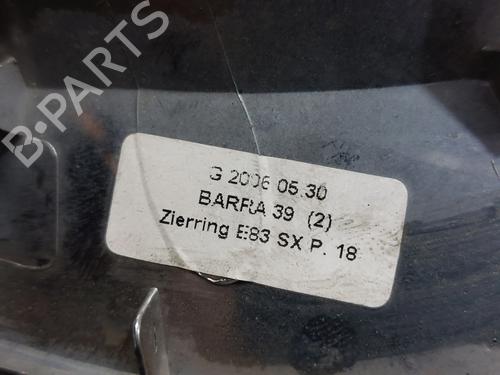 B-PARTS
G 2006 05.30
BARRA 39 (2)
Zierring E83 SX P. 18